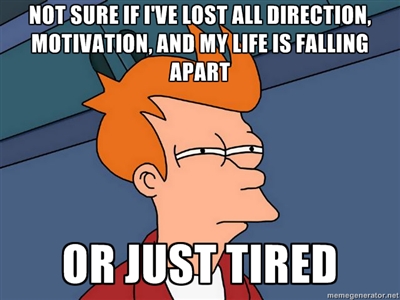 NOT SURE IF I'VE LOST ALL DIRECTION,
MOTIVATION, AND MY LIFE IS FALLING
APART
OR JUST TIRED
memegenerator.net